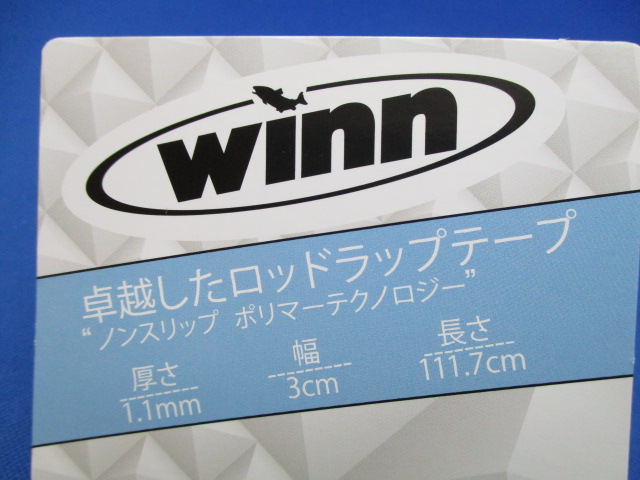 winn
卓越したロッドラップテープ
“ノンスリップ ポリマーテクノロジー”
厚さ 幅 長さ
1.1mm 3cm 111.7cm